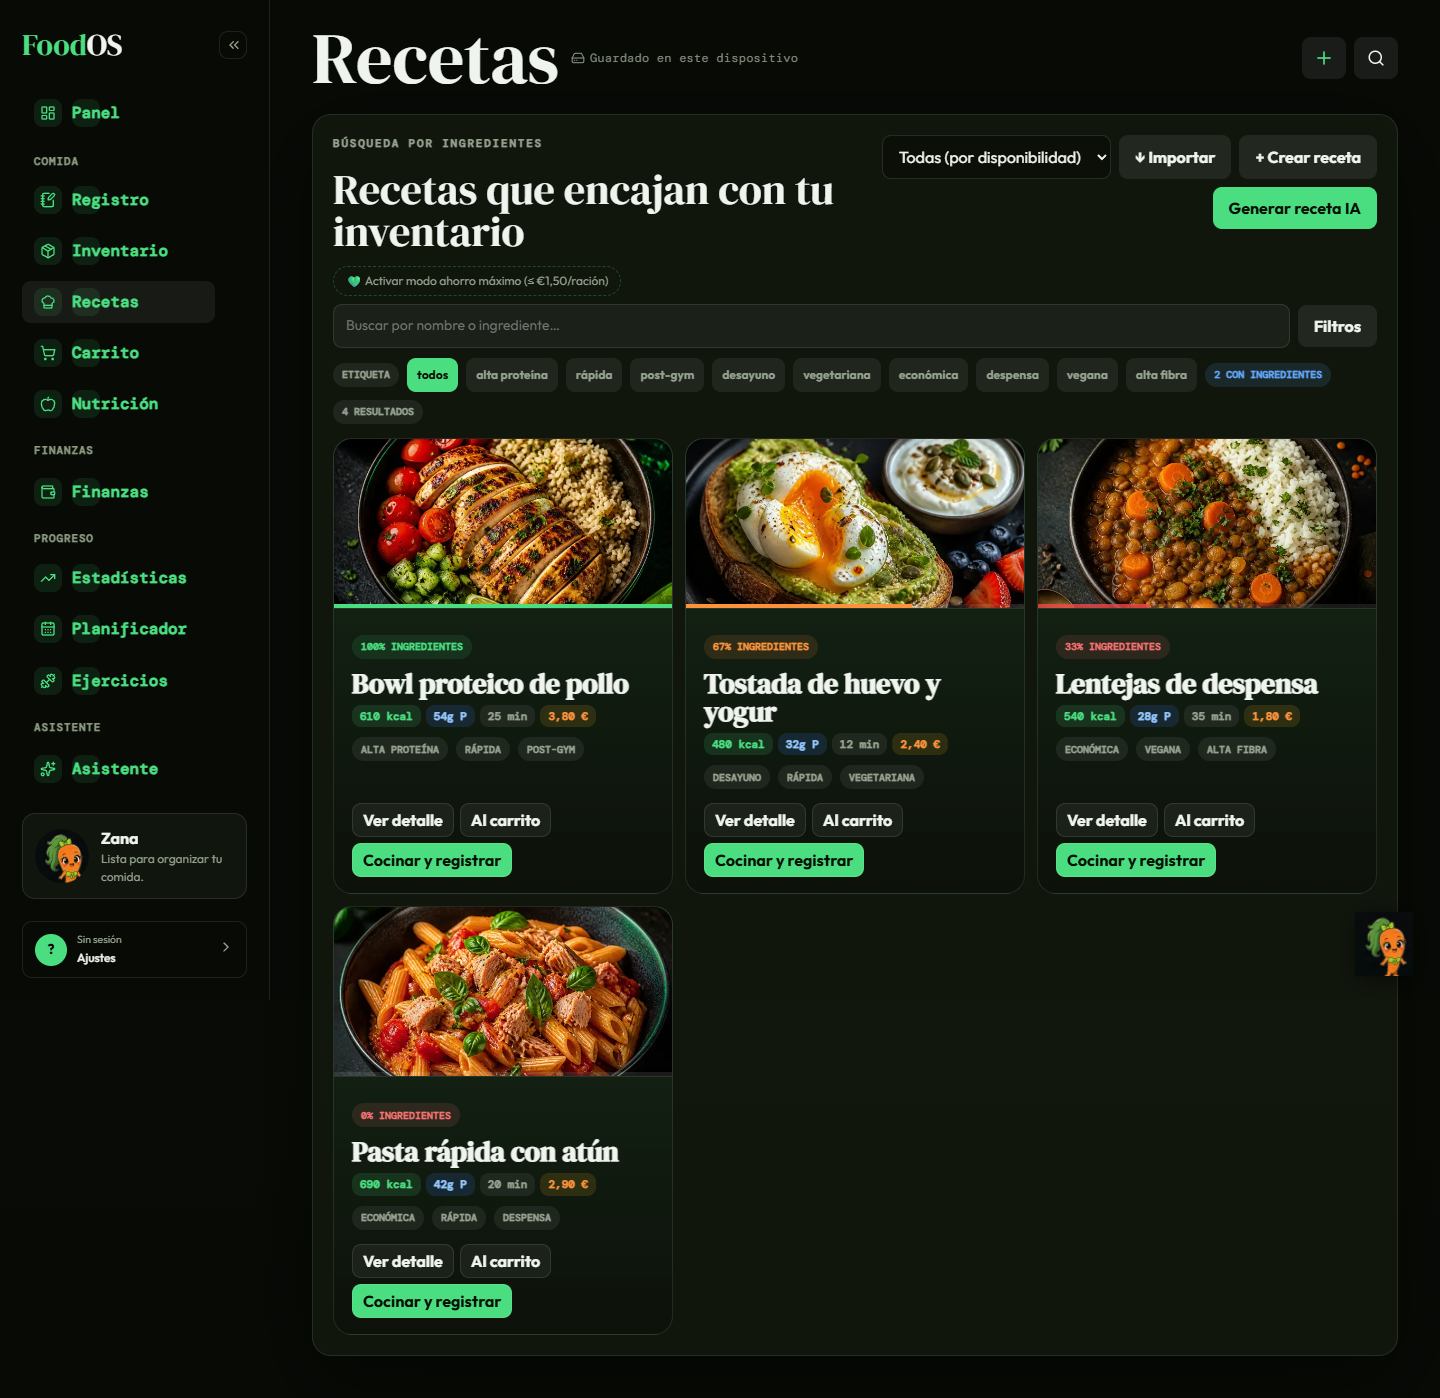 FoodOS
Panel
COMIDA
Registro
Inventario
Recetas
Carrito
Nutrición
FINANZAS
Finanzas
PROGRESO
Estadísticas
Planificador
Ejercicios
ASISTENTE
Asistente
Zana
Lista para organizar tu
comida.
?
Sin sesión
Ajustes
Recetas
Guardado en este dispositivo
BÚSQUEDA POR INGREDIENTES
Recetas que encajan con tu
inventario
Todas (por disponibilidad)
↓ Importar
+ Crear receta
Generar receta IA
💚 Activar modo ahorro máximo (≤ €1,50/ración)
Buscar por nombre o ingrediente...
Filtros
ETIQUETA
todos
alta proteína
rápida
post-gym
desayuno
vegetariana
económica
despensa
vegana
alta fibra
2 CON INGREDIENTES
4 RESULTADOS
100% INGREDIENTES
Bowl proteico de pollo
610 kcal 54g P 25 min 3,80 €
ALTA PROTEÍNA RÁPIDA POST-GYM
Ver detalle Al carrito
Cocinar y registrar
67% INGREDIENTES
Tostada de huevo y
yogur
480 kcal 32g P 12 min 2,40 €
DESAYUNO RÁPIDA VEGETARIANA
Ver detalle Al carrito
Cocinar y registrar
33% INGREDIENTES
Lentejas de despensa
540 kcal 28g P 35 min 1,80 €
ECONÓMICA VEGANA ALTA FIBRA
Ver detalle Al carrito
Cocinar y registrar
0% INGREDIENTES
Pasta rápida con atún
690 kcal 42g P 20 min 2,90 €
ECONÓMICA RÁPIDA DESPENSA
Ver detalle Al carrito
Cocinar y registrar